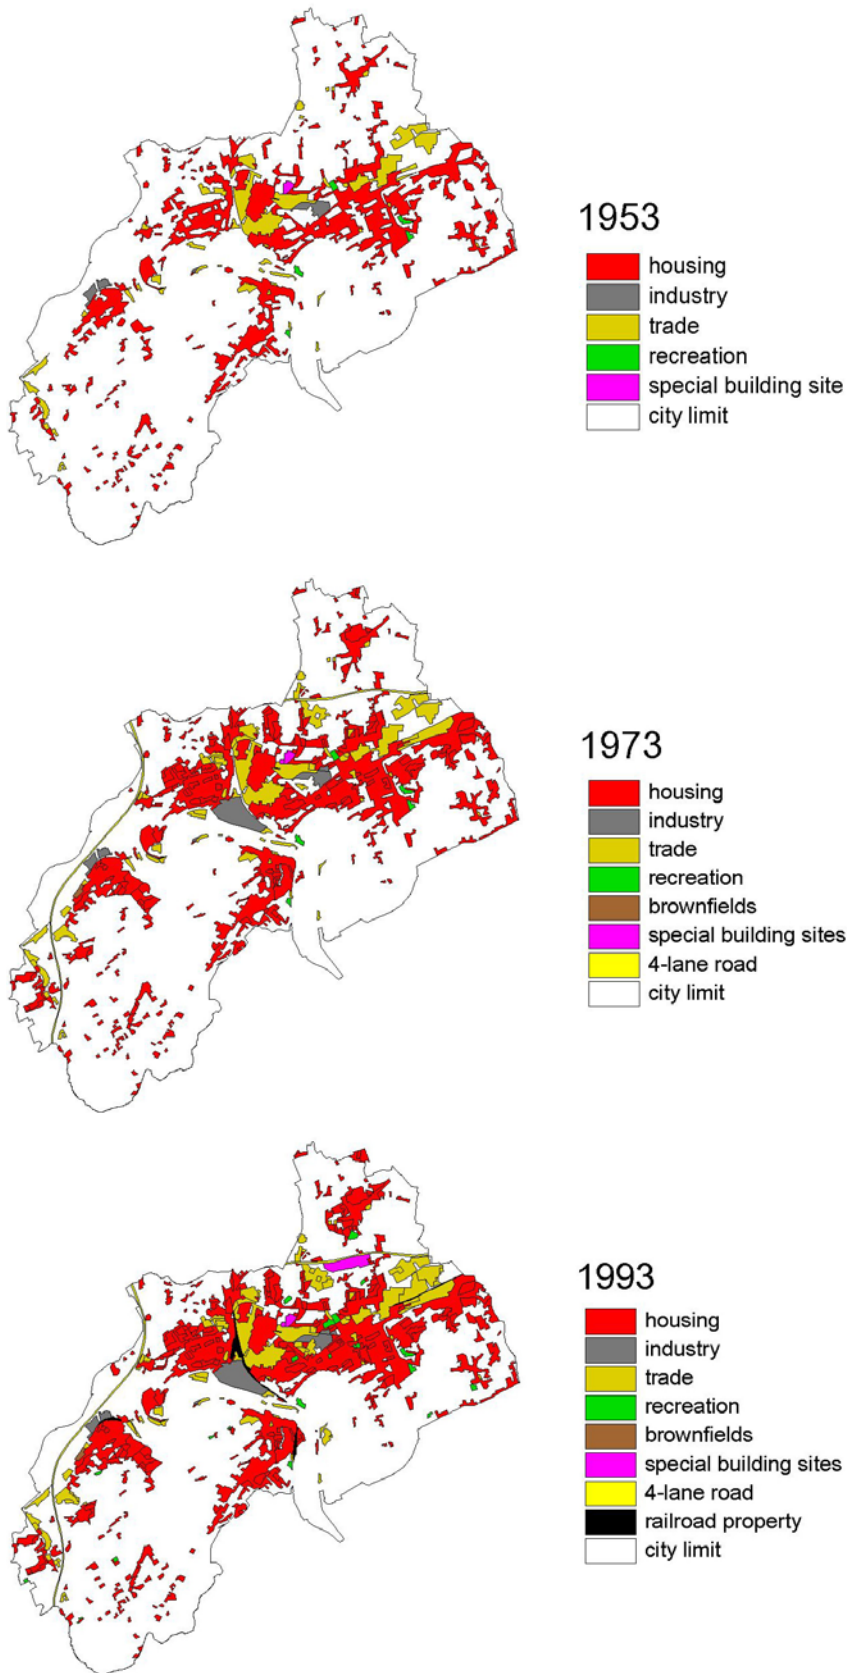 1953
housing
industry
trade
recreation
special building site
city limit
1973
housing
industry
trade
recreation
brownfields
special building sites
4-lane road
city limit
1993
housing
industry
trade
recreation
brownfields
special building sites
4-lane road
railroad property
city limit